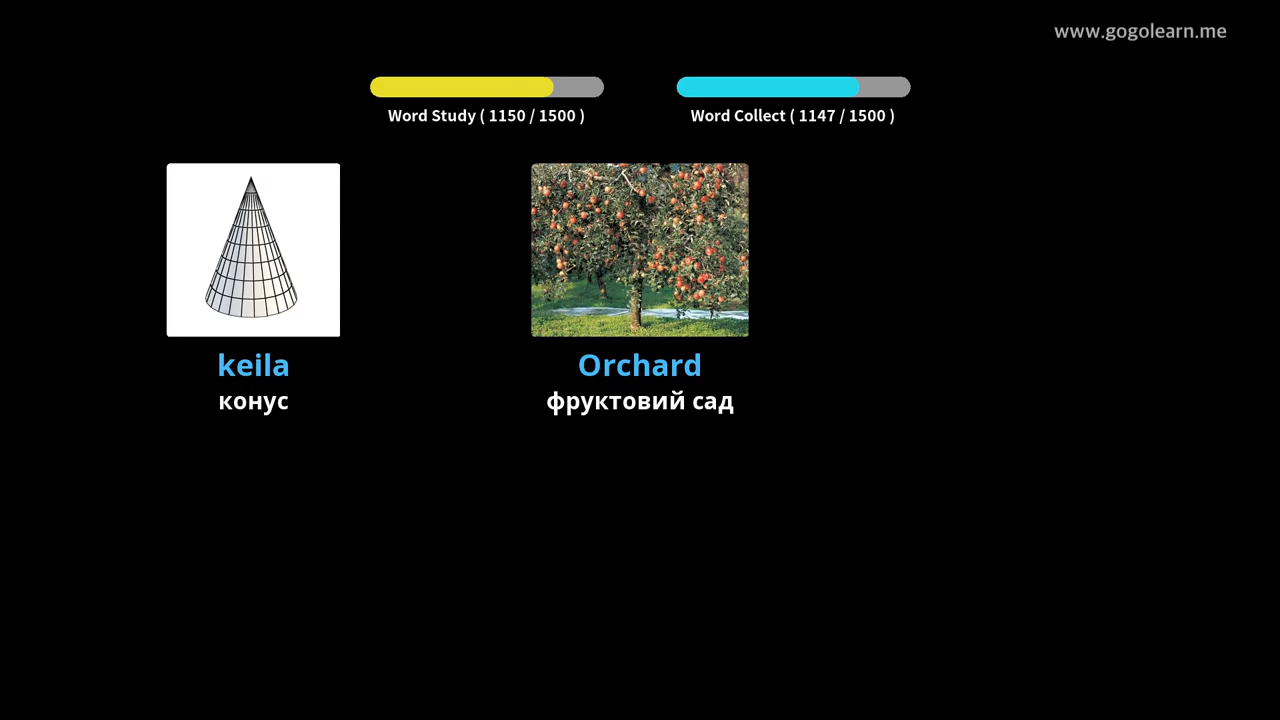 www.gogolearn.me
Word Study ( 1150 / 1500 )
Word Collect ( 1147 / 1500 )
keila
конус
Orchard
фруктовий сад